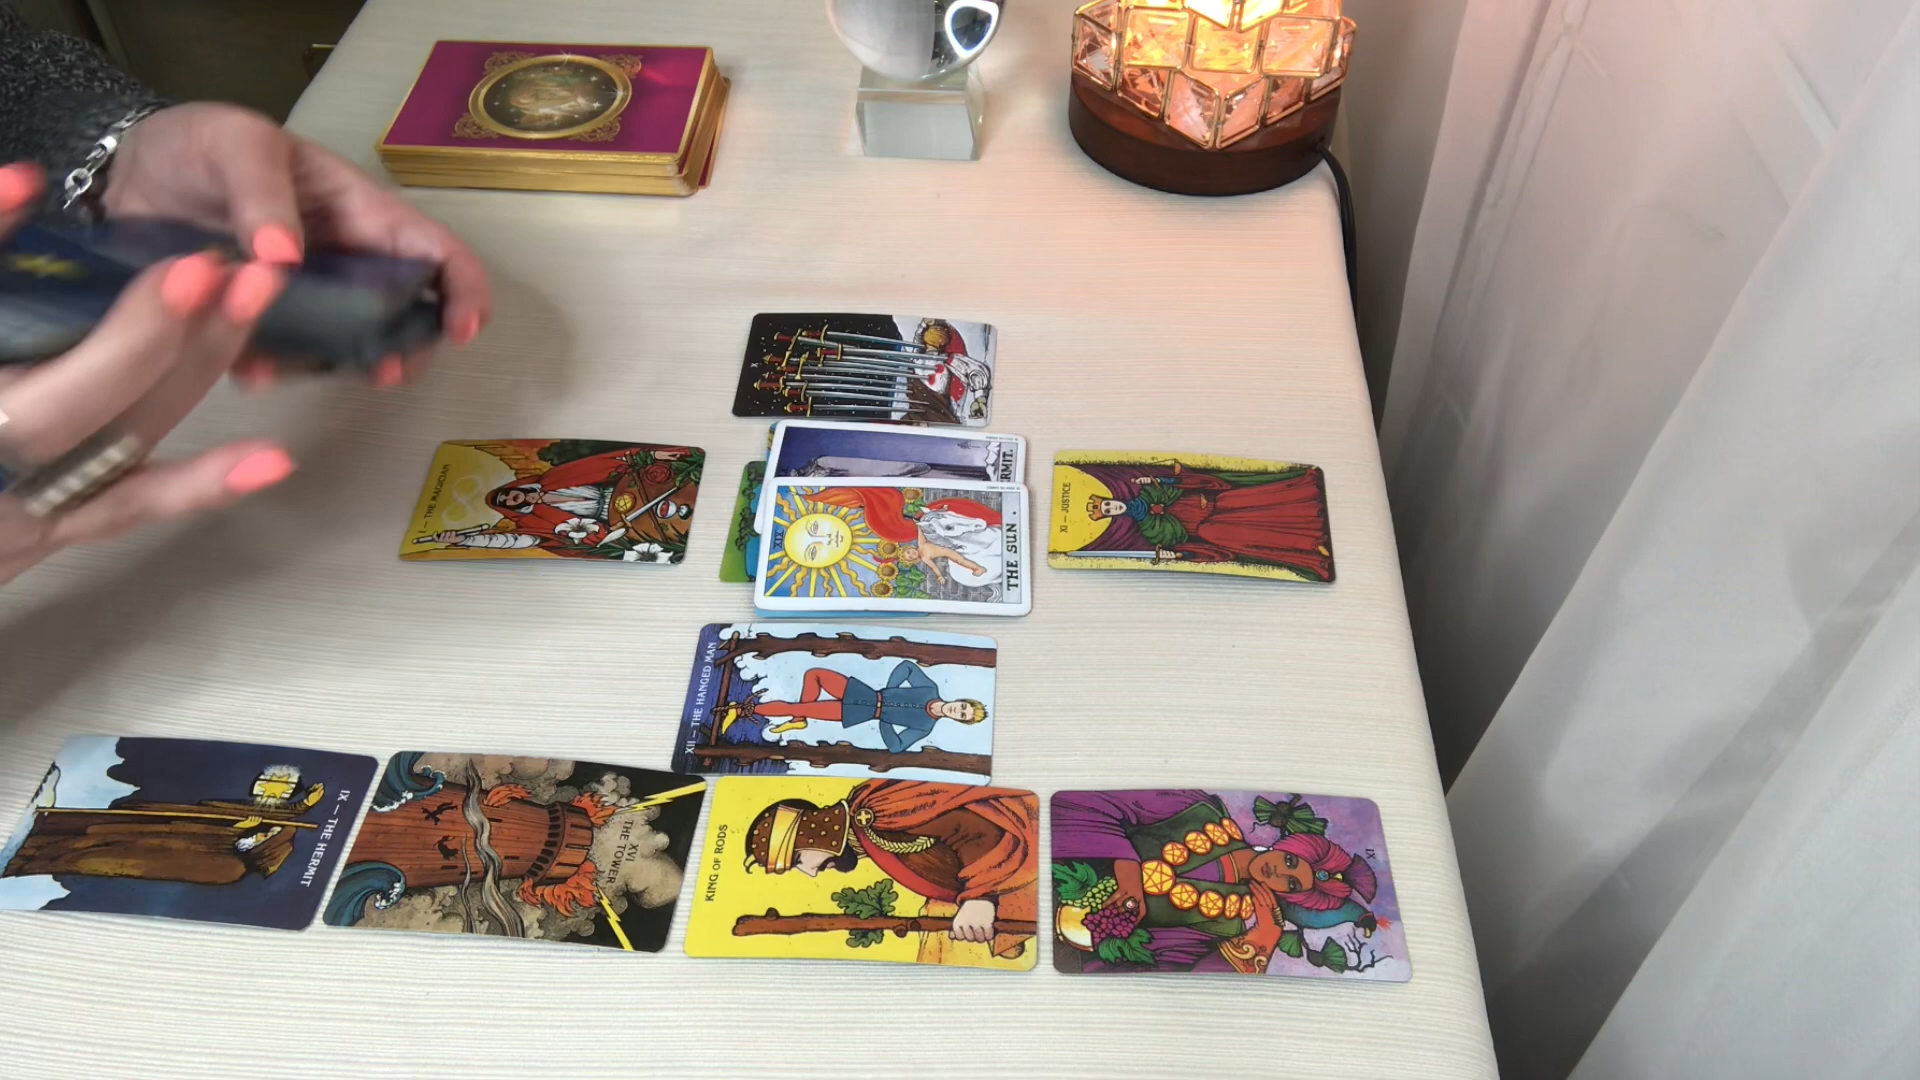 X
I — THE MAGICIAN
RMIT.
XI — JUSTICE
THE SUN .
XII — THE HANGED MAN
IX — THE HERMIT
XVI
THE TOWER
KING OF RODS
IX